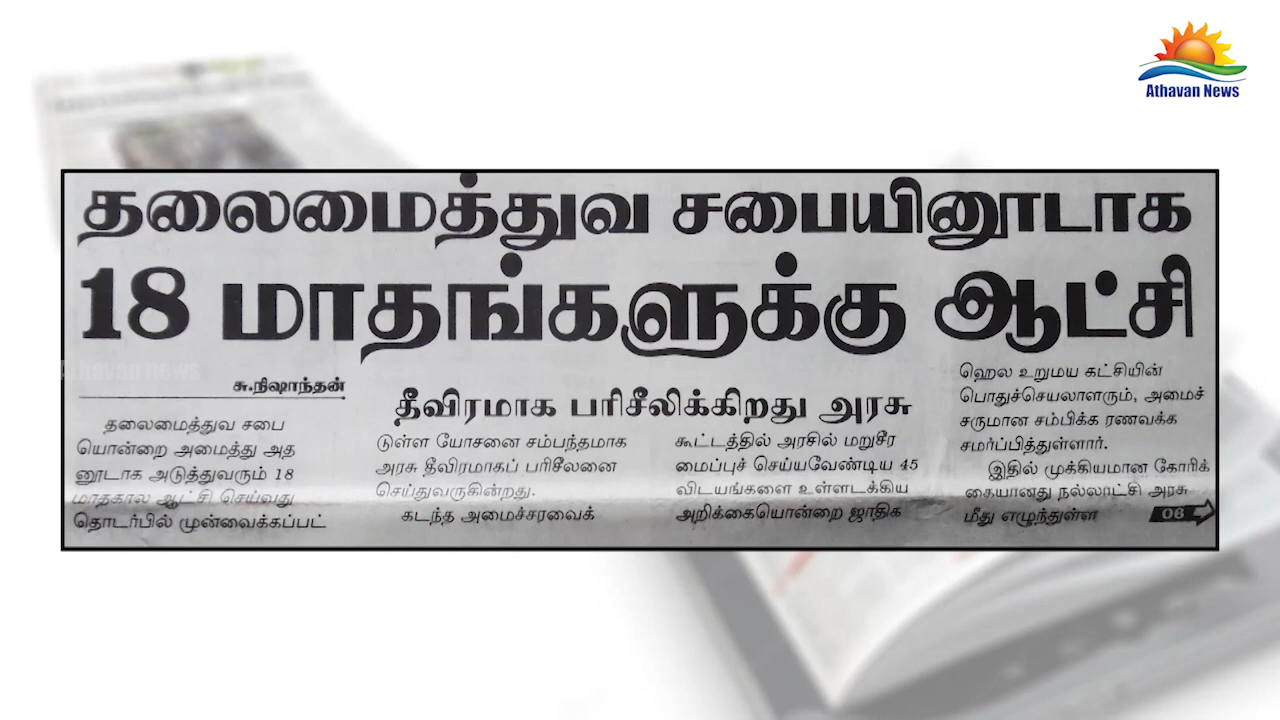 Athavan News
தலைமைத்துவ சபையினூடாக
18 மாதங்களுக்கு ஆட்சி
Athavan news
சு.நிஷாந்தன்
தீவிரமாக பரிசீலிக்கிறது அரசு
தலைமைத்துவ சபை
யொன்றை அமைத்து அத
னூடாக அடுத்துவரும் 18
மாதகால ஆட்சி செய்வது
தொடர்பில் முன்வைக்கப்பட்
டுள்ள யோசனை சம்பந்தமாக
அரசு தீவிரமாகப் பரிசீலனை
செய்துவருகின்றது.
கடந்த அமைச்சரவைக்
கூட்டத்தில் அரசில் மறுசீர
மைப்புச் செய்யவேண்டிய 45
விடயங்களை உள்ளடக்கிய
அறிக்கையொன்றை ஜாதிக
ஹெல உறுமய கட்சியின்
பொதுச்செயலாளரும், அமைச்
சருமான சம்பிக்க ரணவக்க
சமர்ப்பித்துள்ளார்.
இதில் முக்கியமான கோரிக்
கையானது நல்லாட்சி அரசு
மீது எழுந்துள்ள
06